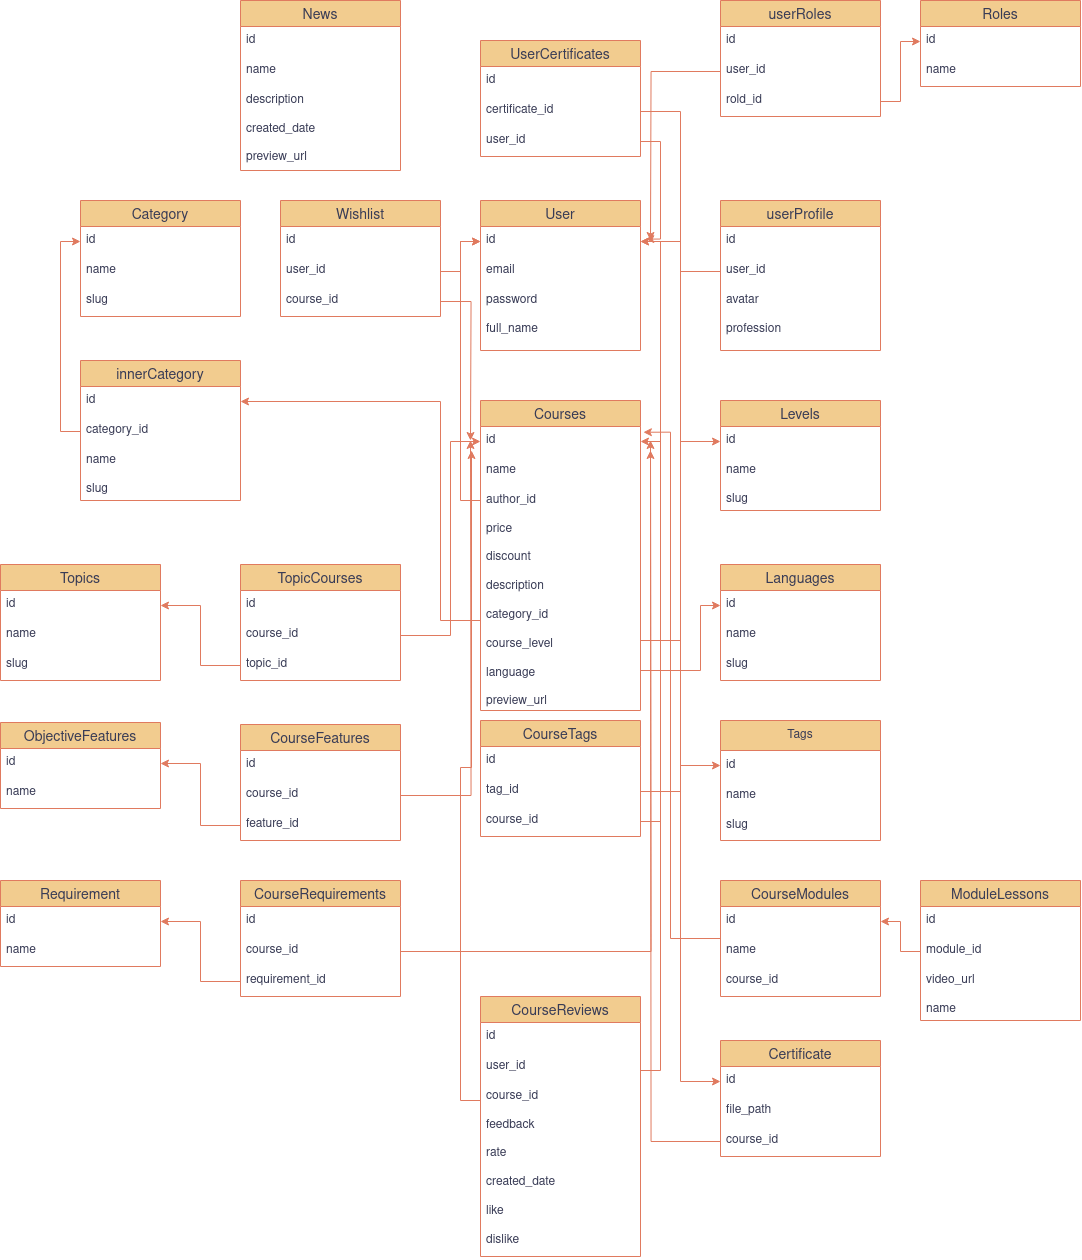 News
id
name
description
created_date
preview_url
UserCertificates
id
certificate_id
user_id
userRoles
id
user_id
rold_id
Roles
id
name
Category
id
name
slug
Wishlist
id
user_id
course_id
User
id
email
password
full_name
userProfile
id
user_id
avatar
profession
innerCategory
id
category_id
name
slug
Courses
id
name
author_id
price
discount
description
category_id
course_level
language
preview_url
Levels
id
name
slug
Topics
id
name
slug
TopicCourses
id
course_id
topic_id
Languages
id
name
slug
ObjectiveFeatures
id
name
CourseFeatures
id
course_id
feature_id
CourseTags
id
tag_id
course_id
Tags
id
name
slug
Requirement
id
name
CourseRequirements
id
course_id
requirement_id
CourseModules
id
name
course_id
ModuleLessons
id
module_id
video_url
name
CourseReviews
id
user_id
course_id
feedback
rate
created_date
like
dislike
Certificate
id
file_path
course_id